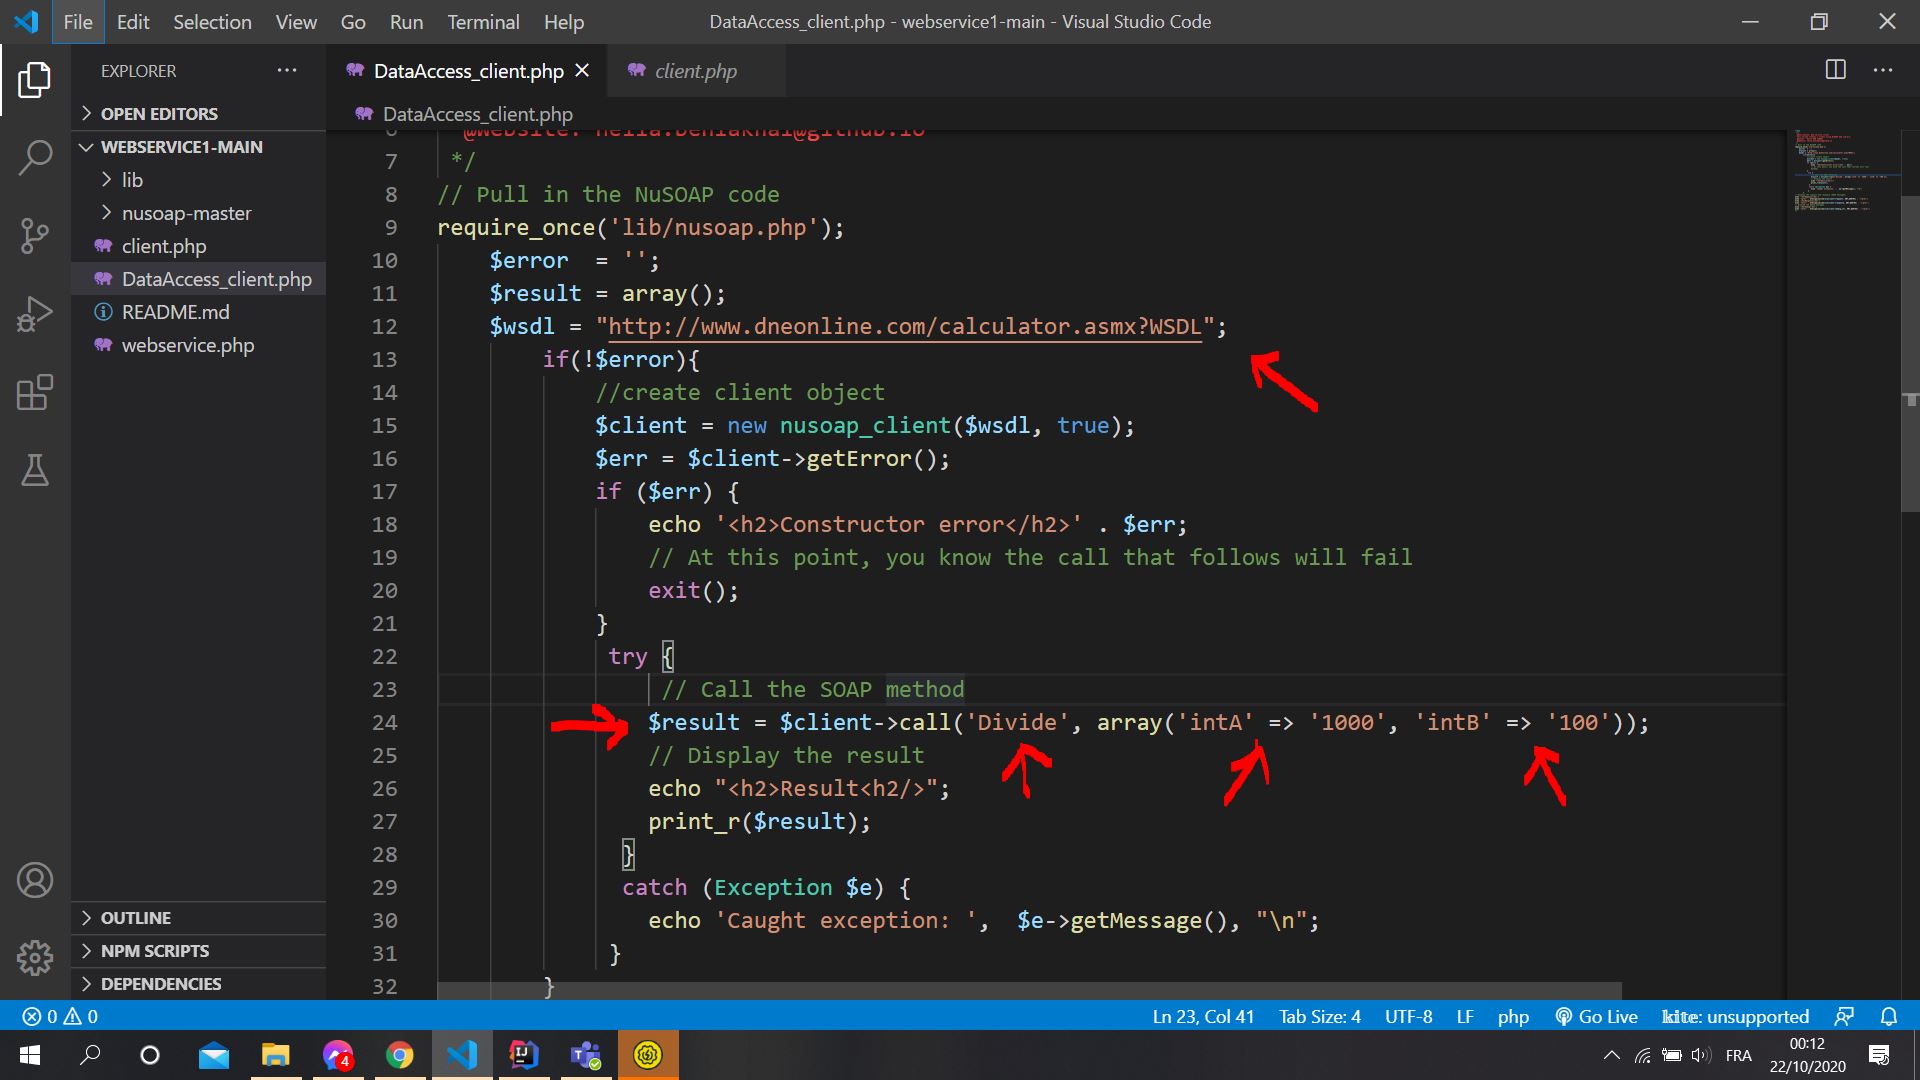 File Edit Selection View Go Run Terminal Help DataAccess_client.php - webservice1-main - Visual Studio Code
EXPLORER
DataAccess_client.php
client.php
OPEN EDITORS
WEBSERVICE1-MAIN
lib
nusoap-master
client.php
DataAccess_client.php
README.md
webservice.php
OUTLINE
NPM SCRIPTS
DEPENDENCIES
DataAccess_client.php
7 */
8 // Pull in the NuSOAP code
9 require_once('lib/nusoap.php');
10 $error  = '';
11 $result = array();
12 $wsdl = "http://www.dneonline.com/calculator.asmx?WSDL";
13 if(!$error){
14 //create client object
15 $client = new nusoap_client($wsdl, true);
16 $err = $client->getError();
17 if ($err) {
18 echo '<h2>Constructor error</h2>' . $err;
19 // At this point, you know the call that follows will fail
20 exit();
21 }
22 try {
23 // Call the SOAP method
24 $result = $client->call('Divide', array('intA' => '1000', 'intB' => '100'));
25 // Display the result
26 echo "<h2>Result<h2/>";
27 print_r($result);
28 }
29 catch (Exception $e) {
30 echo 'Caught exception: ',  $e->getMessage(), "\n";
31 }
32 }
0 0 Ln 23, Col 41 Tab Size: 4 UTF-8 LF php Go Live kite: unsupported
4
FRA
00:12
22/10/2020